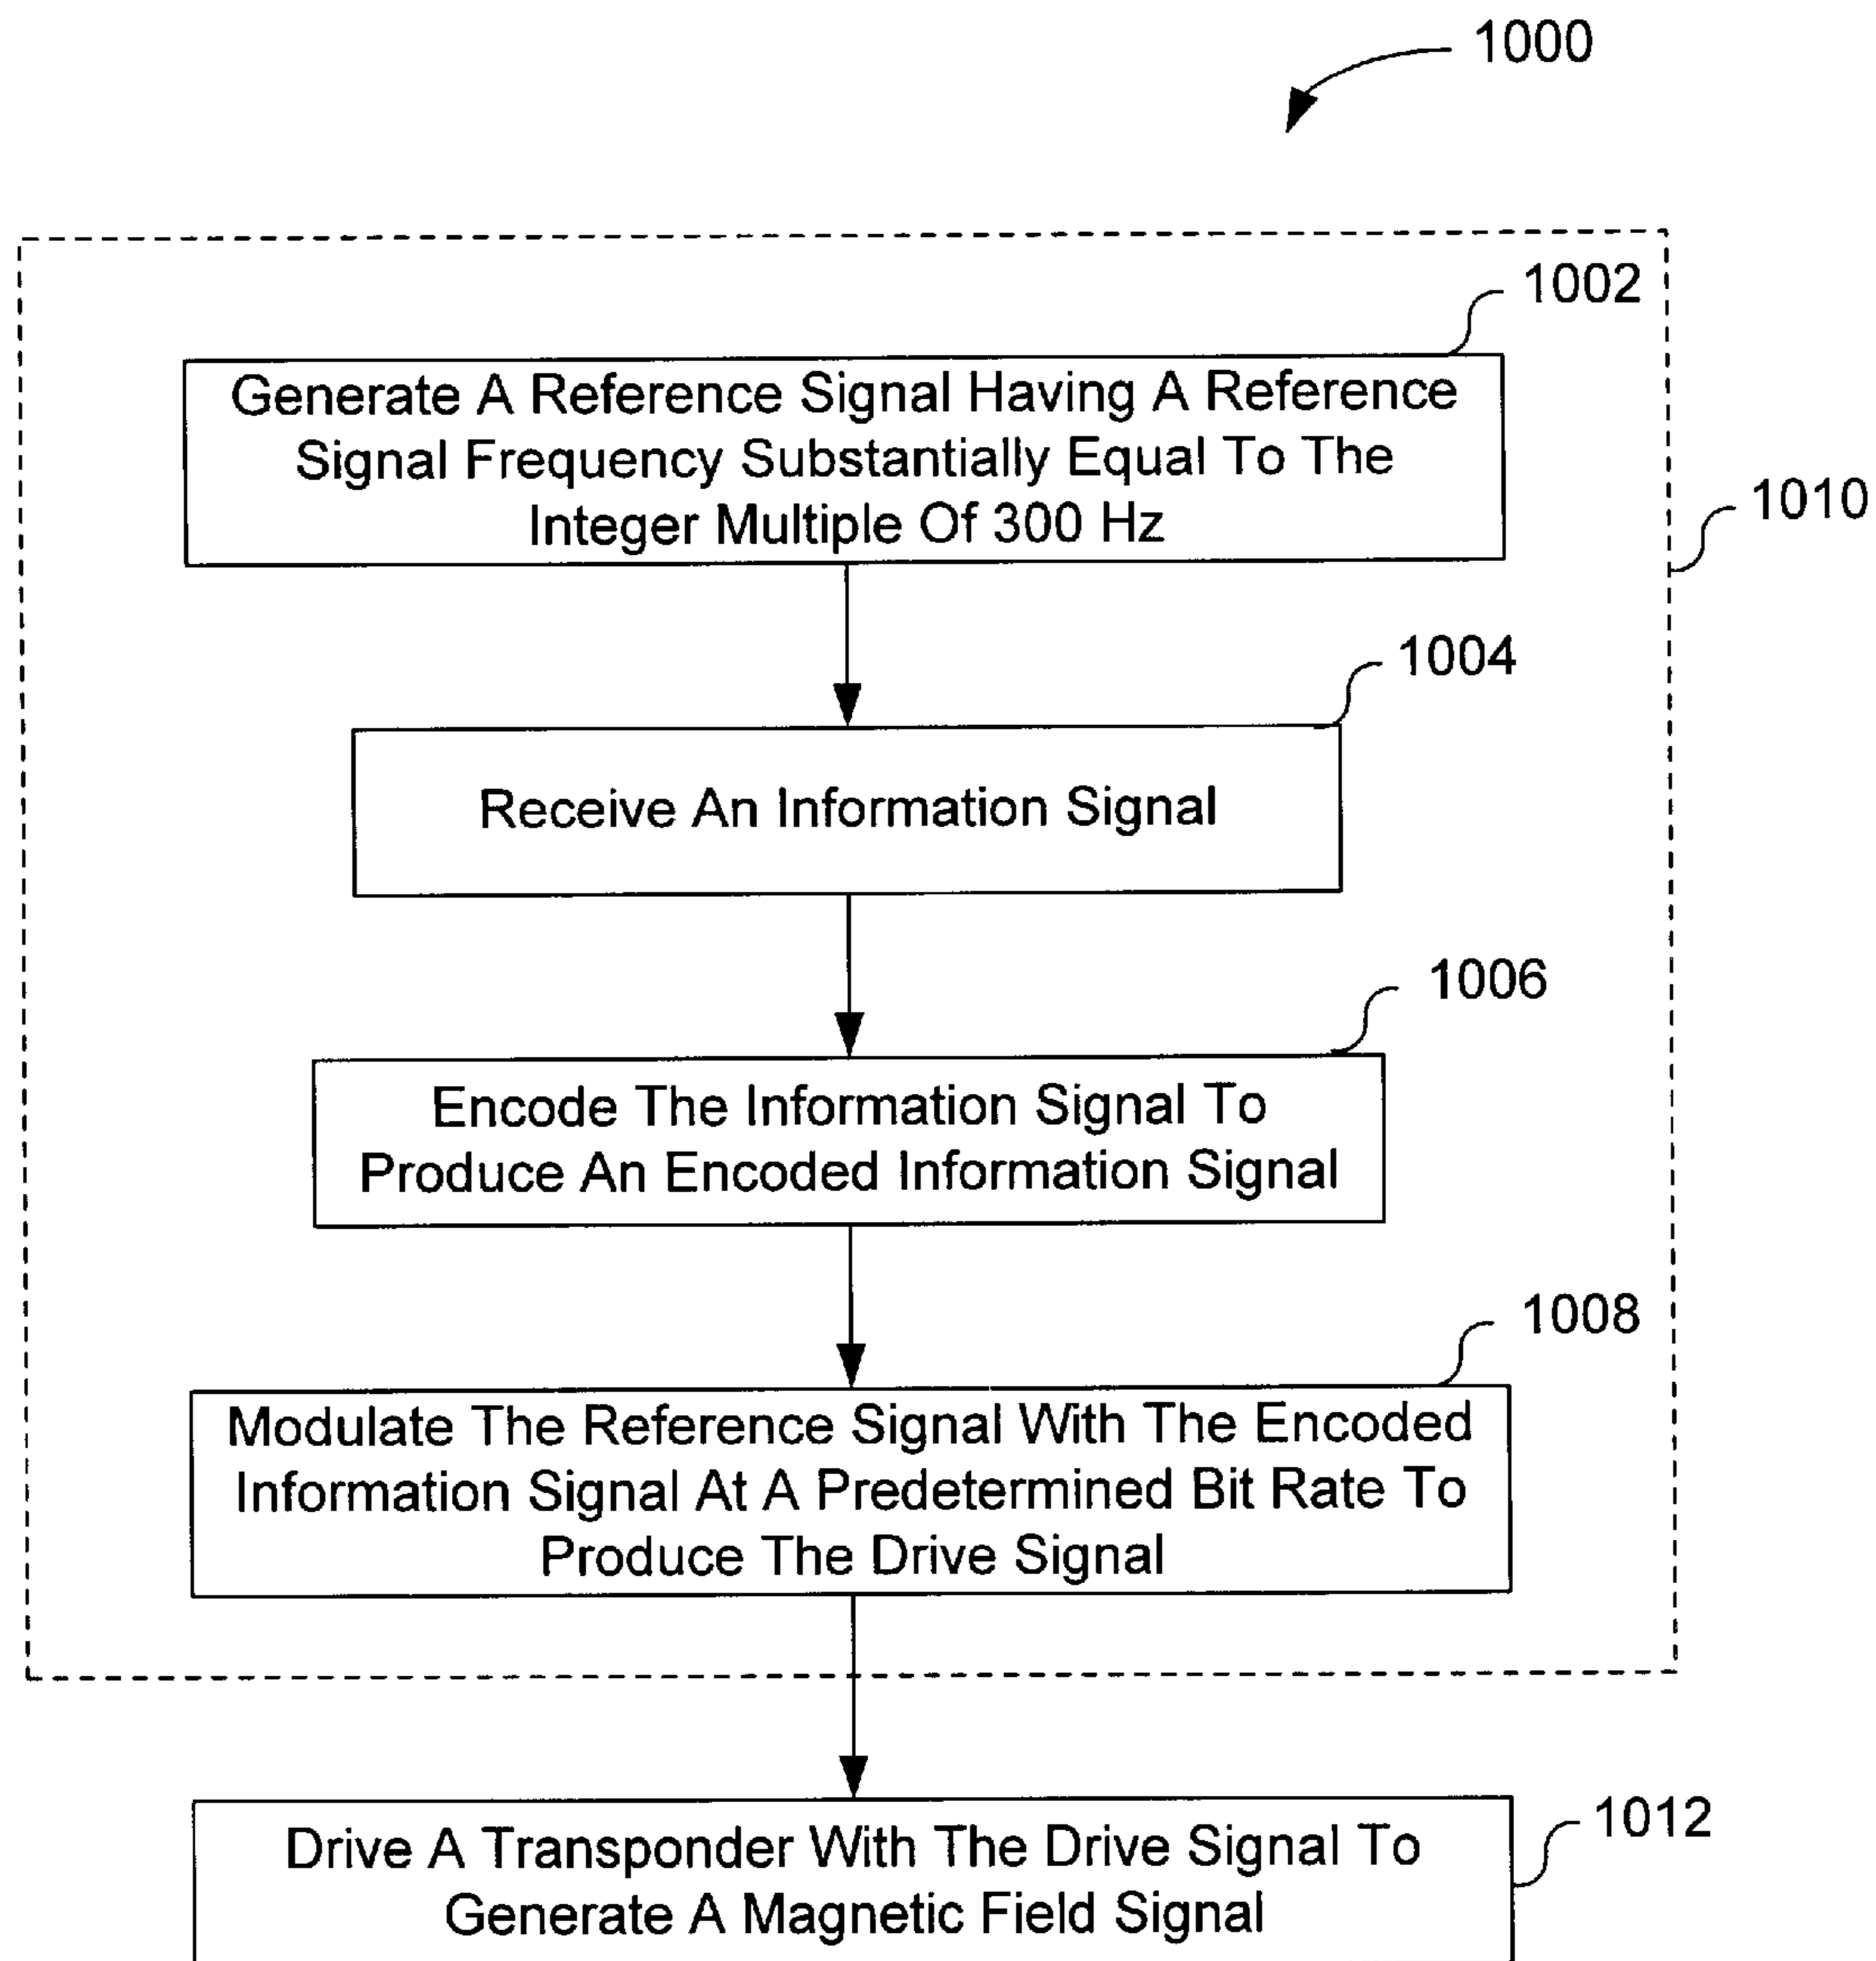 1000
1002
Generate A Reference Signal Having A Reference
Signal Frequency Substantially Equal To The
Integer Multiple Of 300 Hz
1010
1004
Receive An Information Signal
1006
Encode The Information Signal To
Produce An Encoded Information Signal
1008
Modulate The Reference Signal With The Encoded
Information Signal At A Predetermined Bit Rate To
Produce The Drive Signal
1012
Drive A Transponder With The Drive Signal To
Generate A Magnetic Field Signal